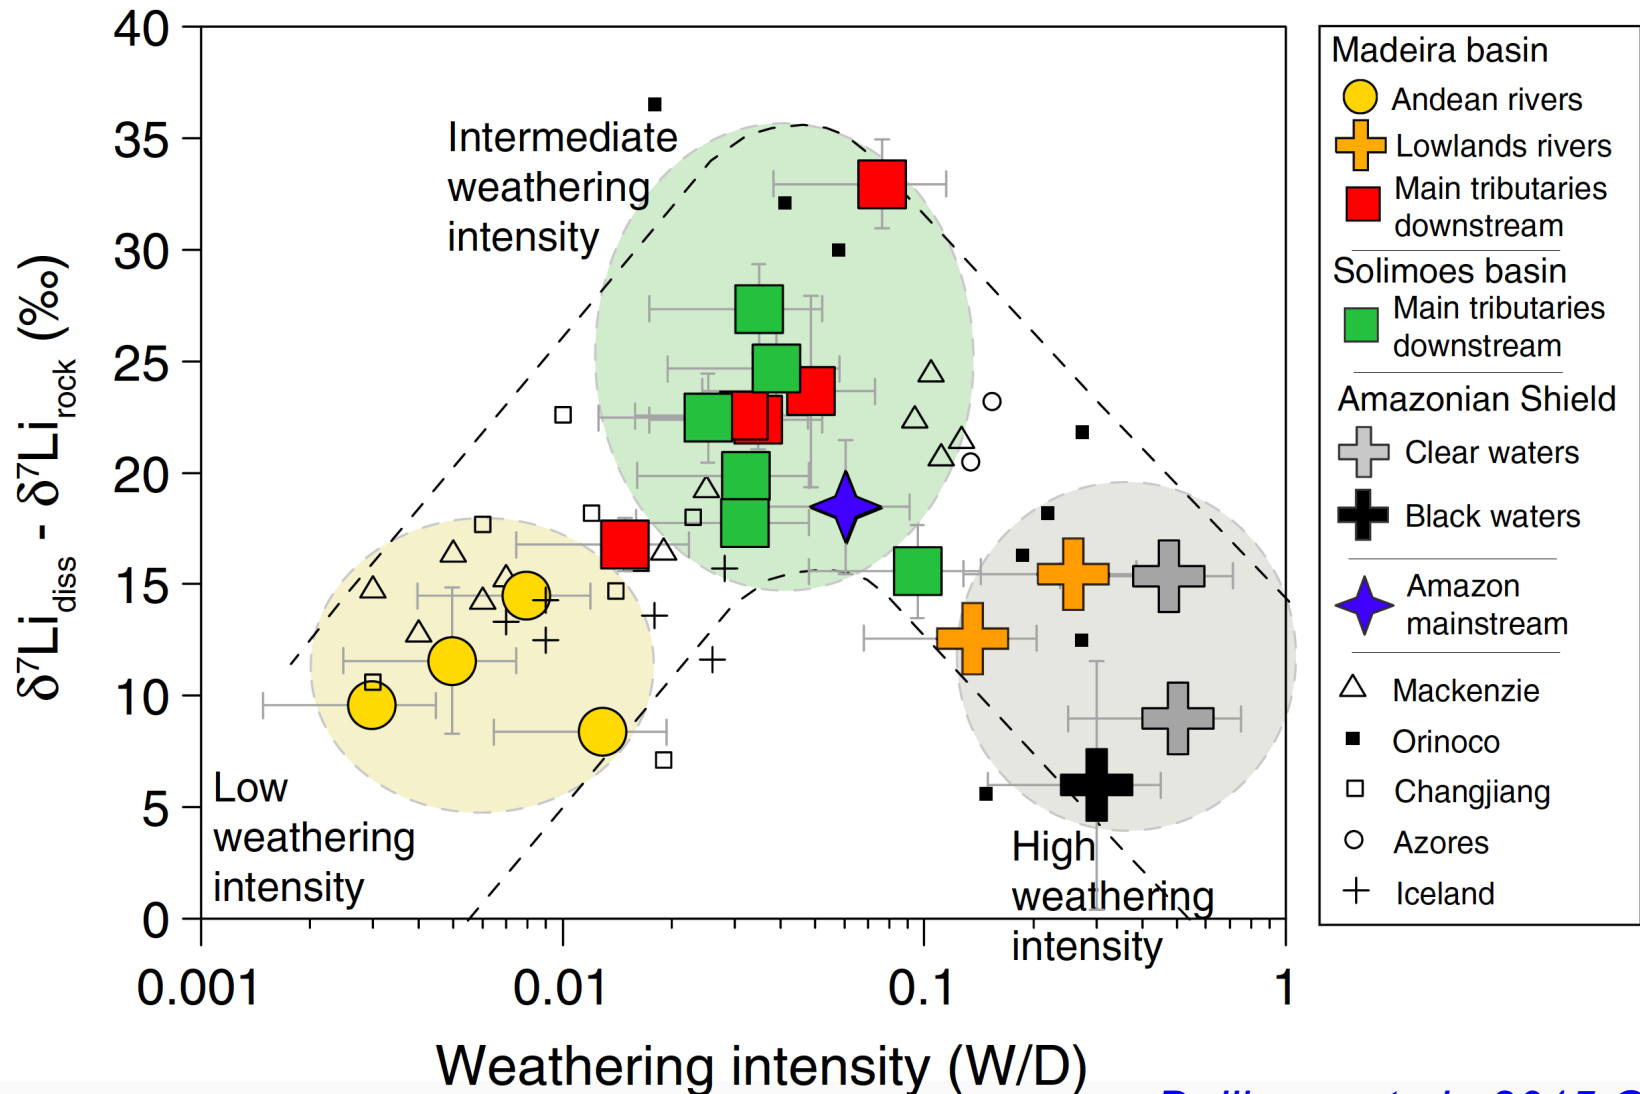 40
35
30
25
20
15
10
5
0
δ⁷Li_diss - δ⁷Li_rock (‰)
Intermediate
weathering
intensity
Low
weathering
intensity
High
weathering
intensity
0.001 0.01 0.1 1
Weathering intensity (W/D)
Madeira basin
Andean rivers
Lowlands rivers
Main tributaries
downstream
Solimoes basin
Main tributaries
downstream
Amazonian Shield
Clear waters
Black waters
Amazon
mainstream
Mackenzie
Orinoco
Changjiang
Azores
Iceland